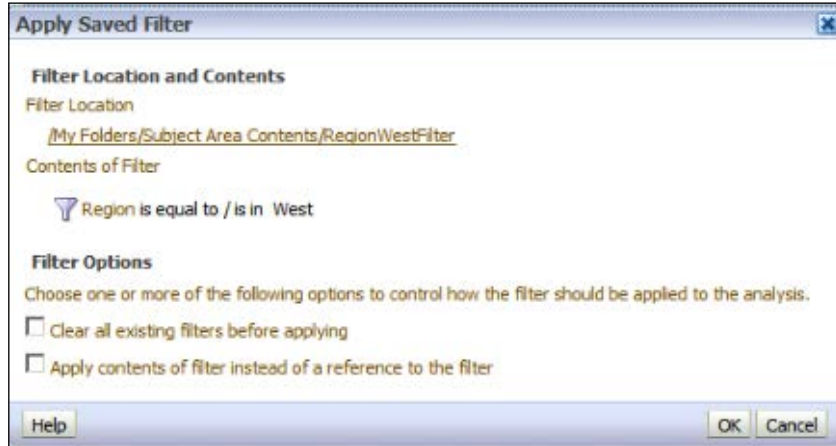 Apply Saved Filter
Filter Location and Contents
Filter Location
/My Folders/Subject Area Contents/RegionWestFilter
Contents of Filter
Region is equal to / is in West
Filter Options
Choose one or more of the following options to control how the filter should be applied to the analysis.
Clear all existing filters before applying
Apply contents of filter instead of a reference to the filter
Help OK Cancel